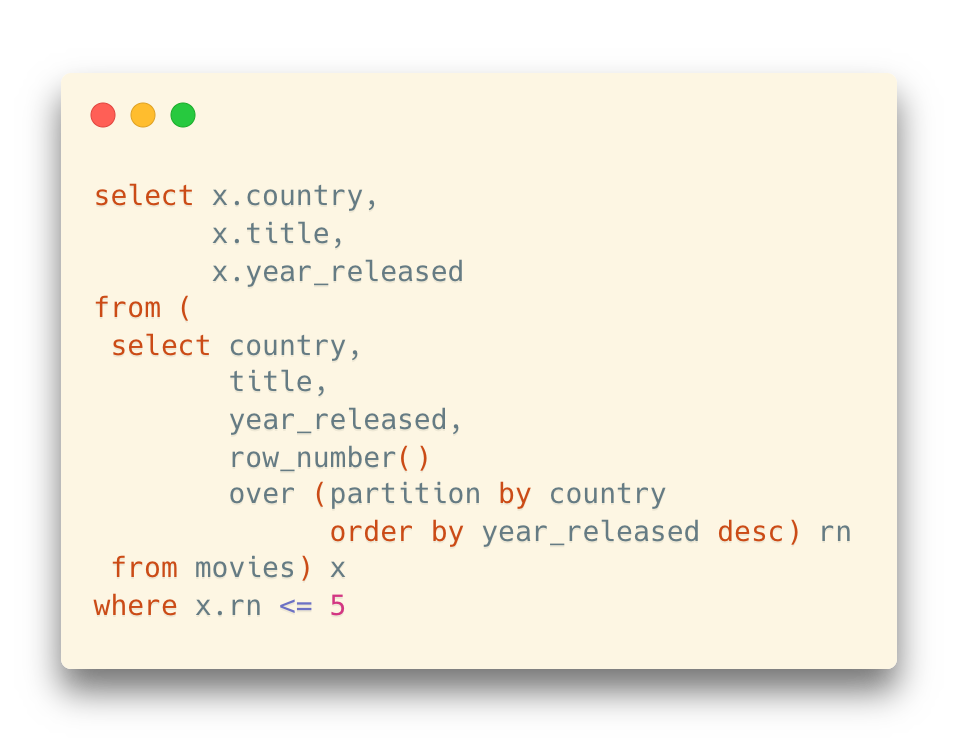 select x.country,
       x.title,
       x.year_released
from (
 select country,
        title,
        year_released,
        row_number()
        over (partition by country
              order by year_released desc) rn
 from movies) x
where x.rn <= 5